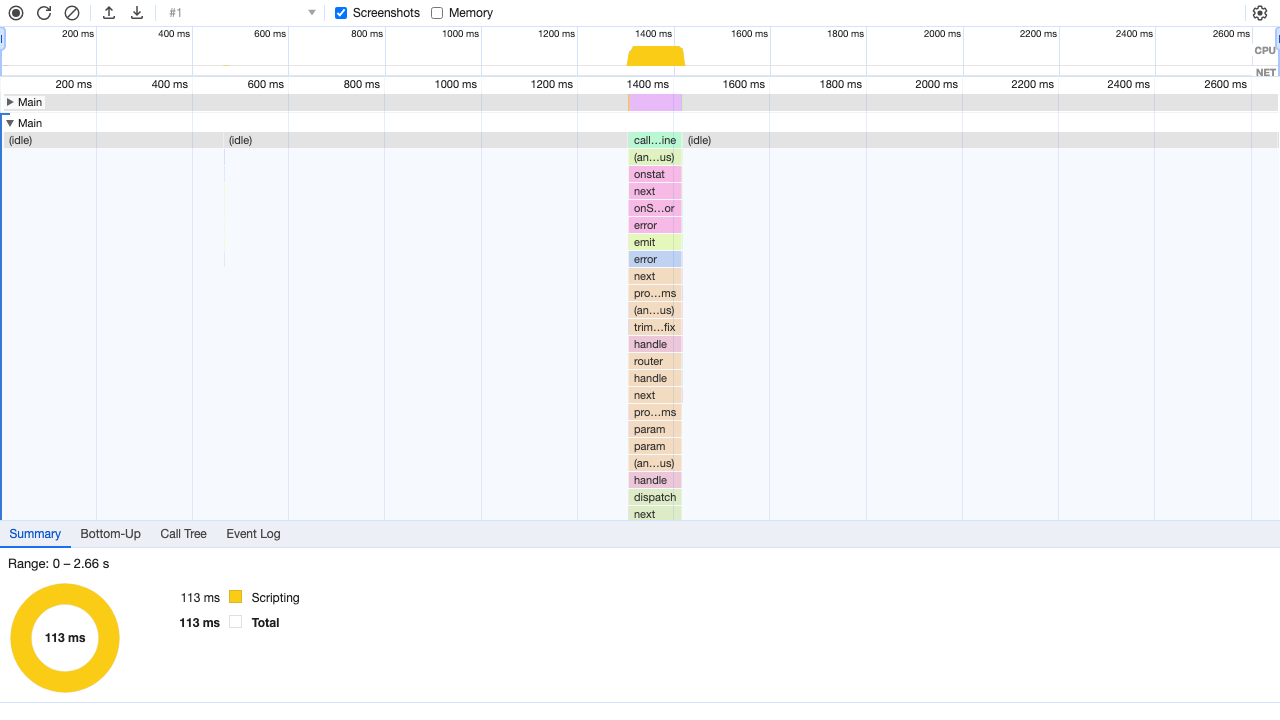 #1 Screenshots Memory
200 ms 400 ms 600 ms 800 ms 1000 ms 1200 ms 1400 ms 1600 ms 1800 ms 2000 ms 2200 ms 2400 ms 2600 ms
CPU
NET
200 ms 400 ms 600 ms 800 ms 1000 ms 1200 ms 1400 ms 1600 ms 1800 ms 2000 ms 2200 ms 2400 ms 2600 ms
Main
Main
(idle) (idle) call…ine (idle)
(an…us)
onstat
next
onS…or
error
emit
error
next
pro…ms
(an…us)
trim…fix
handle
router
handle
next
pro…ms
param
param
(an…us)
handle
dispatch
next
Summary Bottom-Up Call Tree Event Log
Range: 0 – 2.66 s
113 ms Scripting
113 ms Total
113 ms